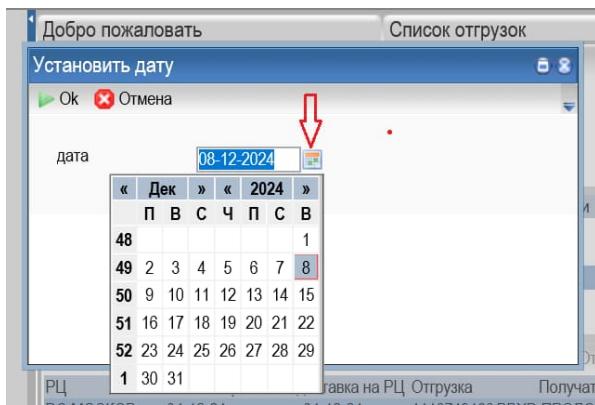 Добро пожаловать Список отгрузок
Установить дату
Ok Отмена
дата 08-12-2024
« Дек » « 2024 »
П В С Ч П С В
48 1
49 2 3 4 5 6 7 8
50 9 10 11 12 13 14 15
51 16 17 18 19 20 21 22
52 23 24 25 26 27 28 29
1 30 31
РЦ на РЦ Отгрузка